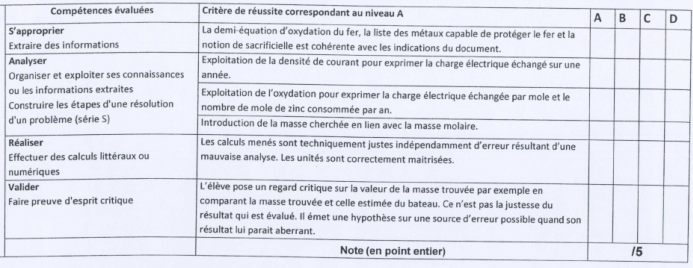 Compétences évaluées
Critère de réussite correspondant au niveau A
A
B
C
D
S'approprier
Extraire des informations
La demi-équation d'oxydation du fer, la liste des métaux capable de protéger le fer et la
notion de sacrificielle est cohérente avec les indications du document.
Analyser
Organiser et exploiter ses connaissances
ou les informations extraites
Construire les étapes d'une résolution
d'un problème (série S)
Exploitation de la densité de courant pour exprimer la charge électrique échangé sur une
année.
Exploitation de l'oxydation pour exprimer la charge électrique échangée par mole et le
nombre de mole de zinc consommée par an.
Introduction de la masse cherchée en lien avec la masse molaire.
Réaliser
Effectuer des calculs littéraux ou
numériques
Les calculs menés sont techniquement justes indépendamment d'erreur résultant d'une
mauvaise analyse. Les unités sont correctement maitrisées.
Valider
Faire preuve d'esprit critique
L'élève pose un regard critique sur la valeur de la masse trouvée par exemple en
comparant la masse trouvée et celle estimée du bateau. Ce n'est pas la justesse du
résultat qui est évalué. Il émet une hypothèse sur une source d'erreur possible quand son
résultat lui parait aberrant.
Note (en point entier)
/5